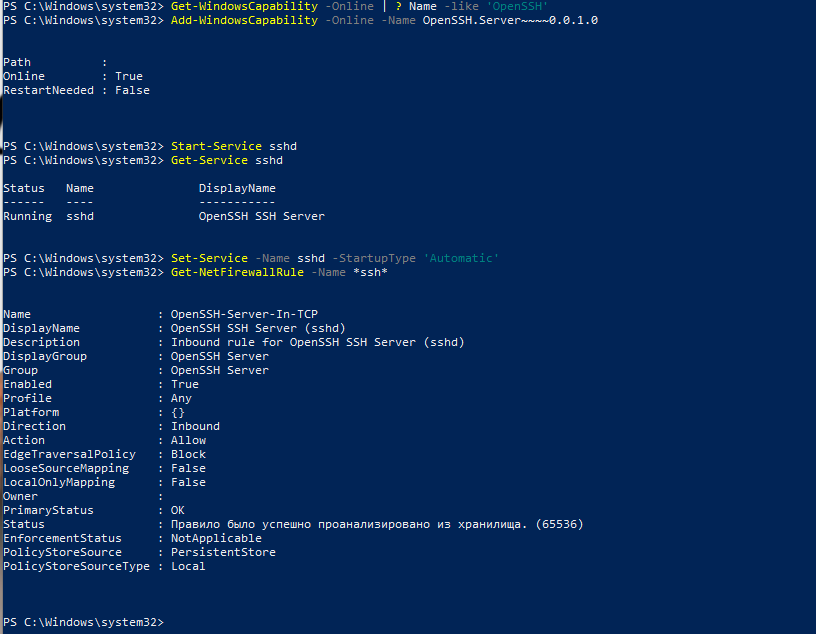 PS C:\Windows\system32> Get-WindowsCapability -Online | ? Name -like 'OpenSSH'
PS C:\Windows\system32> Add-WindowsCapability -Online -Name OpenSSH.Server~~~~0.0.1.0
Path          :
Online        : True
RestartNeeded : False
PS C:\Windows\system32> Start-Service sshd
PS C:\Windows\system32> Get-Service sshd
Status   Name               DisplayName
------   ----               -----------
Running  sshd               OpenSSH SSH Server
PS C:\Windows\system32> Set-Service -Name sshd -StartupType 'Automatic'
PS C:\Windows\system32> Get-NetFirewallRule -Name *ssh*
Name                  : OpenSSH-Server-In-TCP
DisplayName           : OpenSSH SSH Server (sshd)
Description           : Inbound rule for OpenSSH SSH Server (sshd)
DisplayGroup          : OpenSSH Server
Group                 : OpenSSH Server
Enabled               : True
Profile               : Any
Platform              : {}
Direction             : Inbound
Action                : Allow
EdgeTraversalPolicy   : Block
LooseSourceMapping    : False
LocalOnlyMapping      : False
Owner                 :
PrimaryStatus         : OK
Status                : Правило было успешно проанализировано из хранилища. (65536)
EnforcementStatus     : NotApplicable
PolicyStoreSource     : PersistentStore
PolicyStoreSourceType : Local
PS C:\Windows\system32>